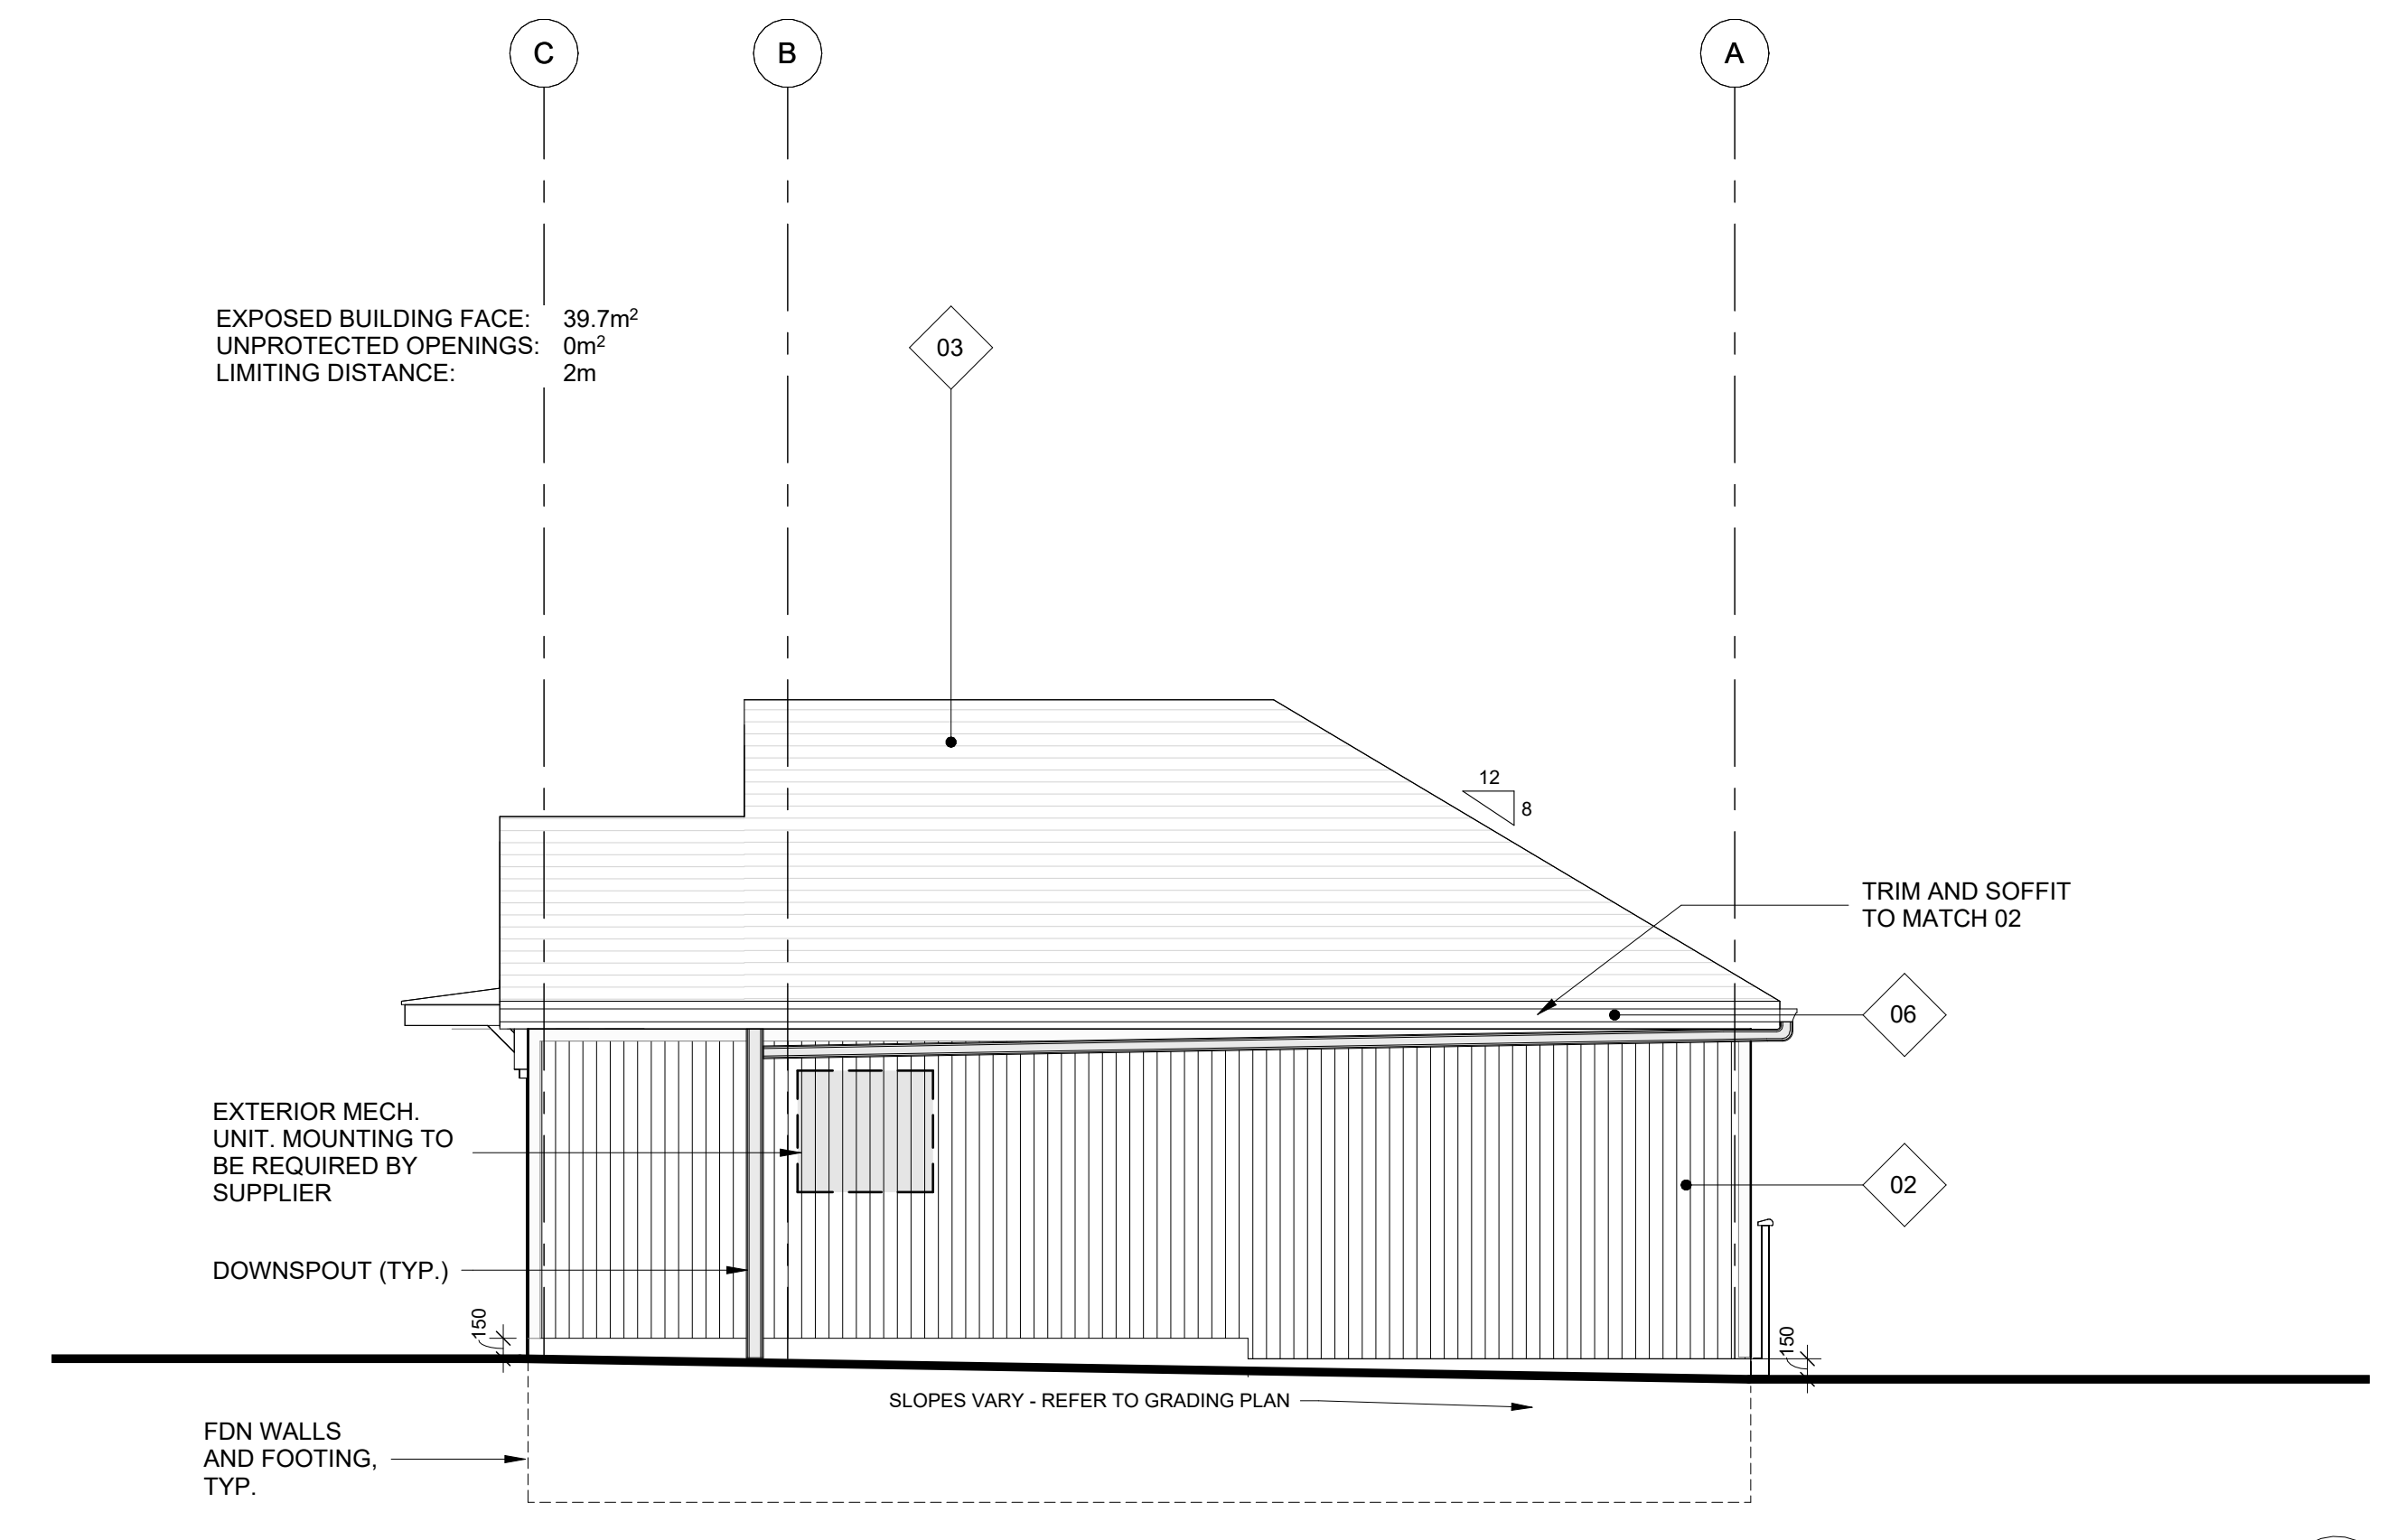 C
B
A
EXPOSED BUILDING FACE: 39.7m²
UNPROTECTED OPENINGS: 0m²
LIMITING DISTANCE: 2m
03
12
8
TRIM AND SOFFIT
TO MATCH 02
06
EXTERIOR MECH.
UNIT. MOUNTING TO
BE REQUIRED BY
SUPPLIER
02
DOWNSPOUT (TYP.)
150
150
SLOPES VARY - REFER TO GRADING PLAN
FDN WALLS
AND FOOTING,
TYP.